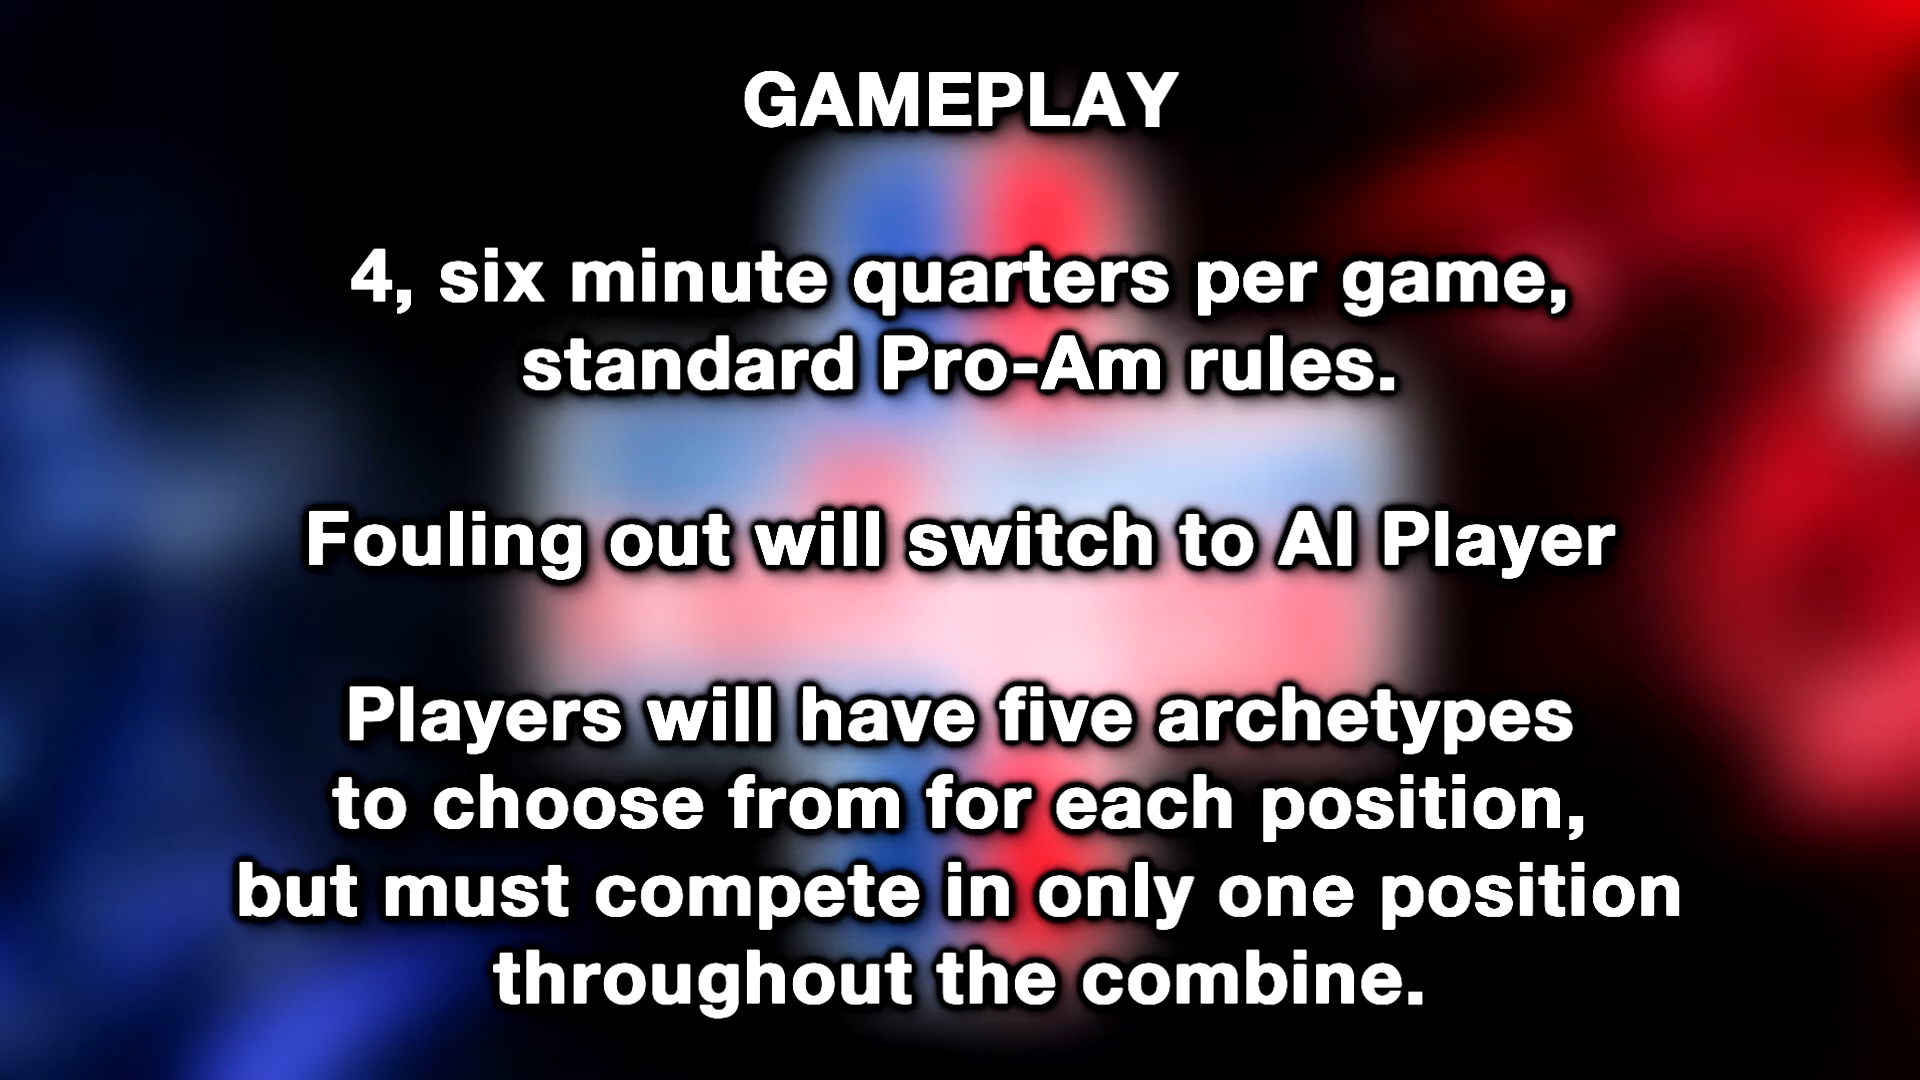 GAMEPLAY
4, six minute quarters per game,
standard Pro-Am rules.
Fouling out will switch to AI Player
Players will have five archetypes
to choose from for each position,
but must compete in only one position
throughout the combine.